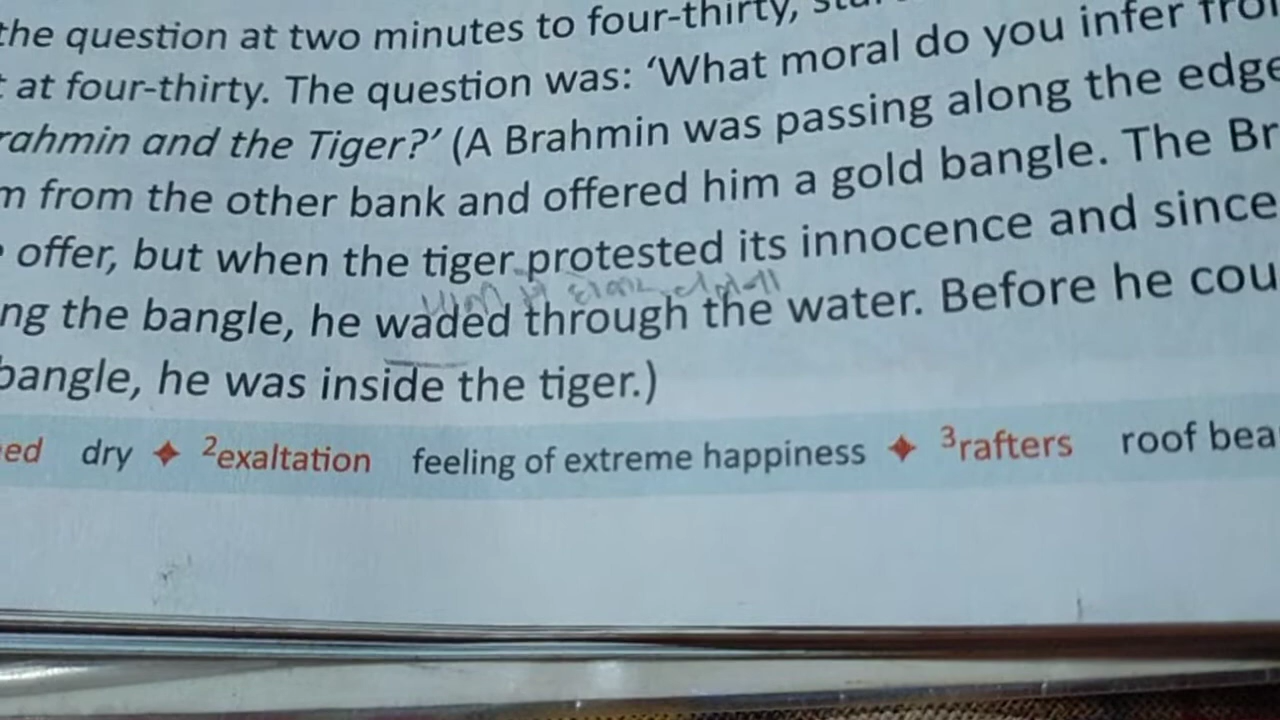 the question at two minutes to four-thirty,
at four-thirty. The question was: ‘What moral do you infer
rahmin and the Tiger?’ (A Brahmin was passing along the edge
m from the other bank and offered him a gold bangle. The Br
offer, but when the tiger protested its innocence and since
ng the bangle, he waded through the water. Before he cou
bangle, he was inside the tiger.)
ed dry ✦ ²exaltation feeling of extreme happiness ✦ ³rafters roof bea